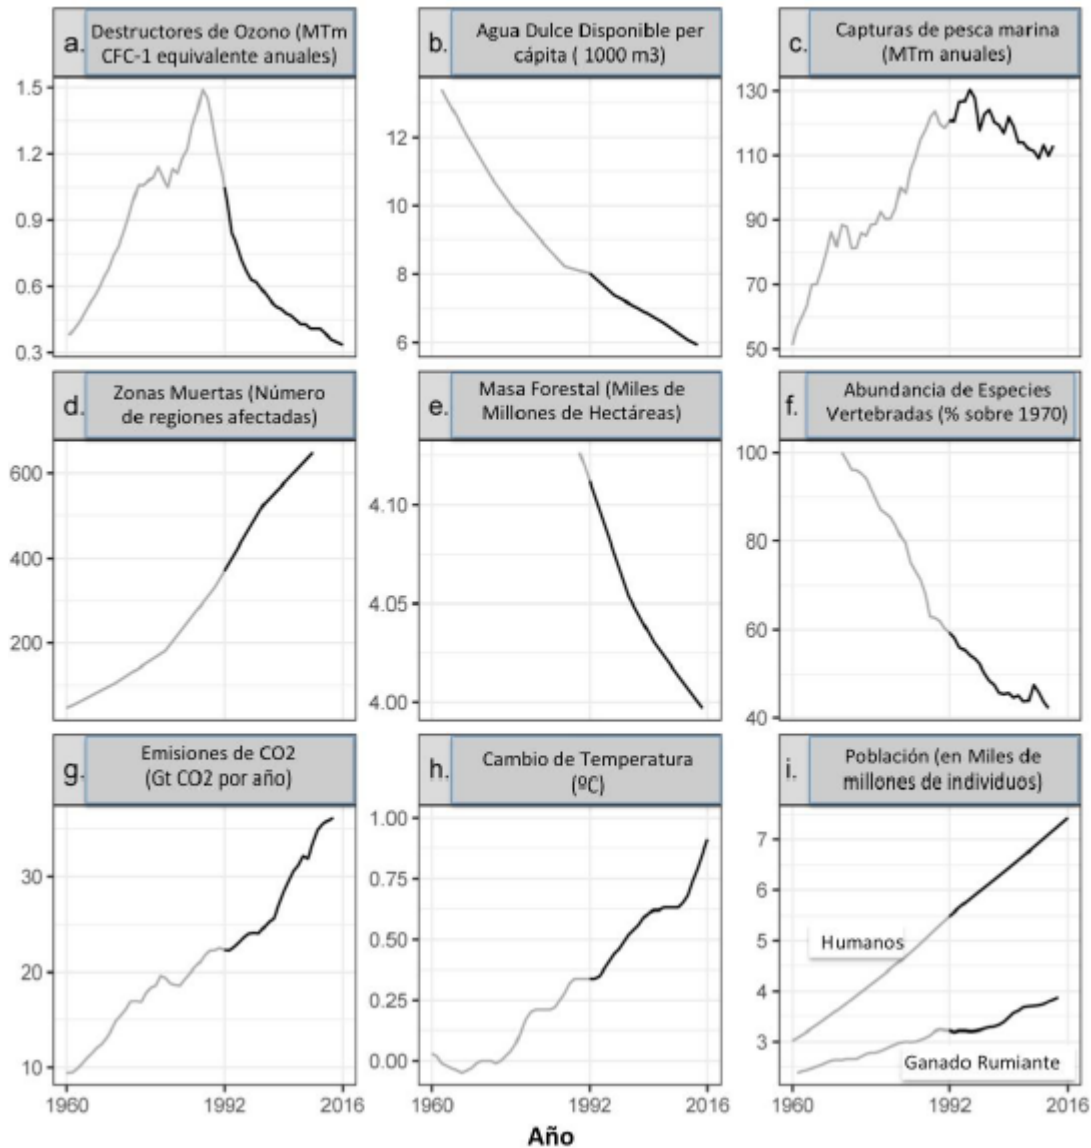 a. Destructores de Ozono (MTm
CFC-1 equivalente anuales)
1.5
1.2
0.9
0.6
0.3
b. Agua Dulce Disponible per
cápita ( 1000 m3)
12
10
8
6
c. Capturas de pesca marina
(MTm anuales)
130
110
90
70
50
d. Zonas Muertas (Número
de regiones afectadas)
600
400
200
e. Masa Forestal (Miles de
Millones de Hectáreas)
4.10
4.05
4.00
f. Abundancia de Especies
Vertebradas (% sobre 1970)
100
80
60
40
g. Emisiones de CO2
(Gt CO2 por año)
30
20
10
1960 1992 2016
h. Cambio de Temperatura
(ºC)
1.00
0.75
0.50
0.25
0.00
1960 1992 2016
i. Población (en Miles de
millones de individuos)
7
6
5
4
3
Humanos
Ganado Rumiante
1960 1992 2016
Año